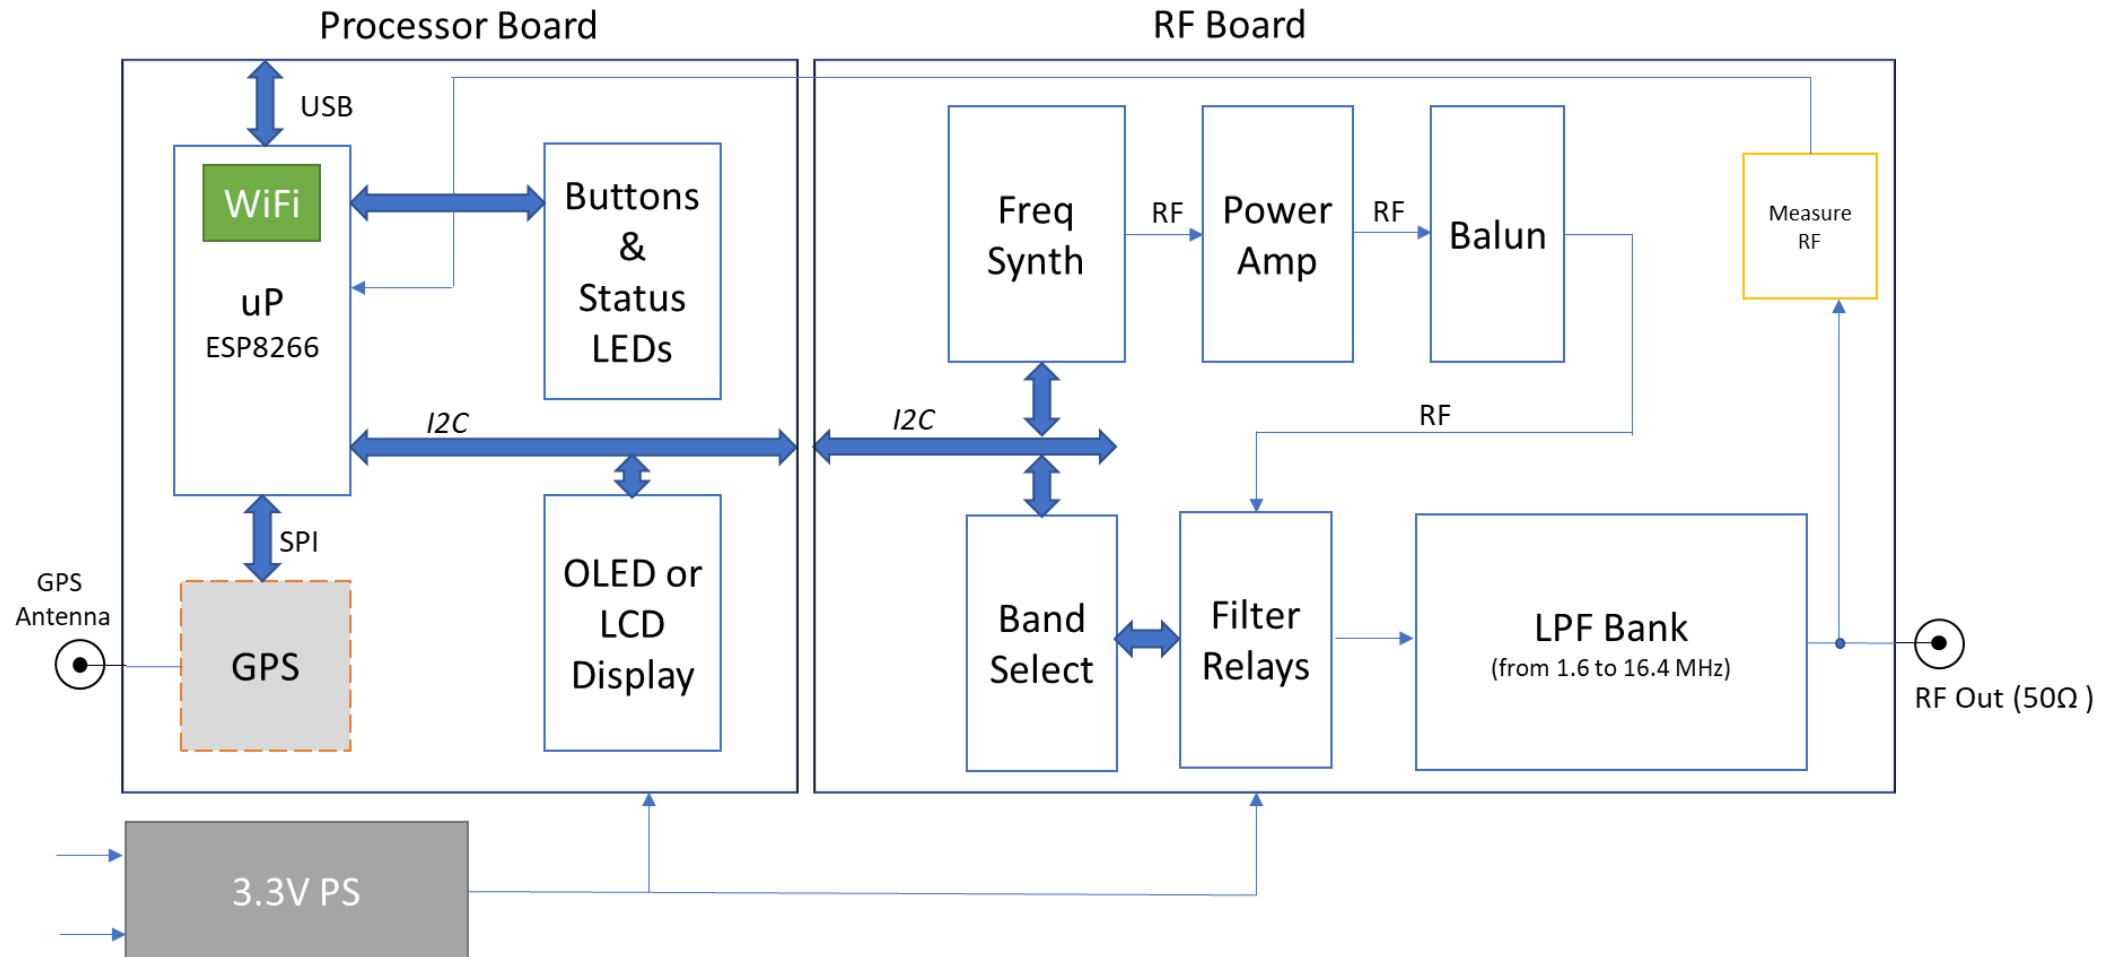 Processor Board
RF Board
USB
WiFi
uP
ESP8266
Buttons
&
Status
LEDs
Freq
Synth
RF
Power
Amp
RF
Balun
Measure
RF
I2C
I2C
RF
SPI
GPS
Antenna
GPS
OLED or
LCD
Display
Band
Select
Filter
Relays
LPF Bank
(from 1.6 to 16.4 MHz)
RF Out (50Ω )
3.3V PS